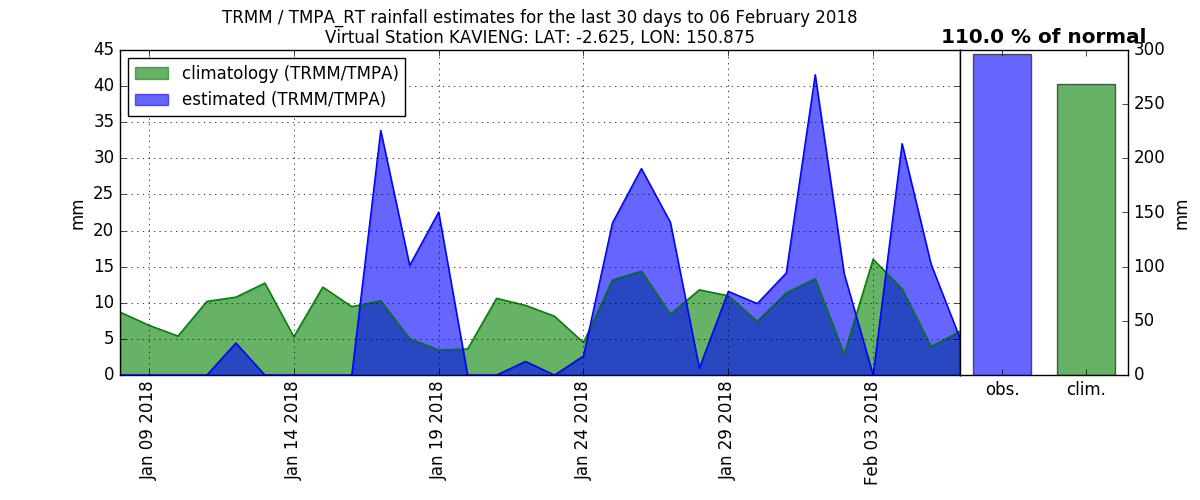 TRMM / TMPA_RT rainfall estimates for the last 30 days to 06 February 2018
Virtual Station KAVIENG: LAT: -2.625, LON: 150.875
110.0 % of normal
climatology (TRMM/TMPA)
estimated (TRMM/TMPA)
45
40
35
30
25
20
15
10
5
0
mm
Jan 09 2018
Jan 14 2018
Jan 19 2018
Jan 24 2018
Jan 29 2018
Feb 03 2018
300
250
200
150
100
50
0
mm
obs.
clim.